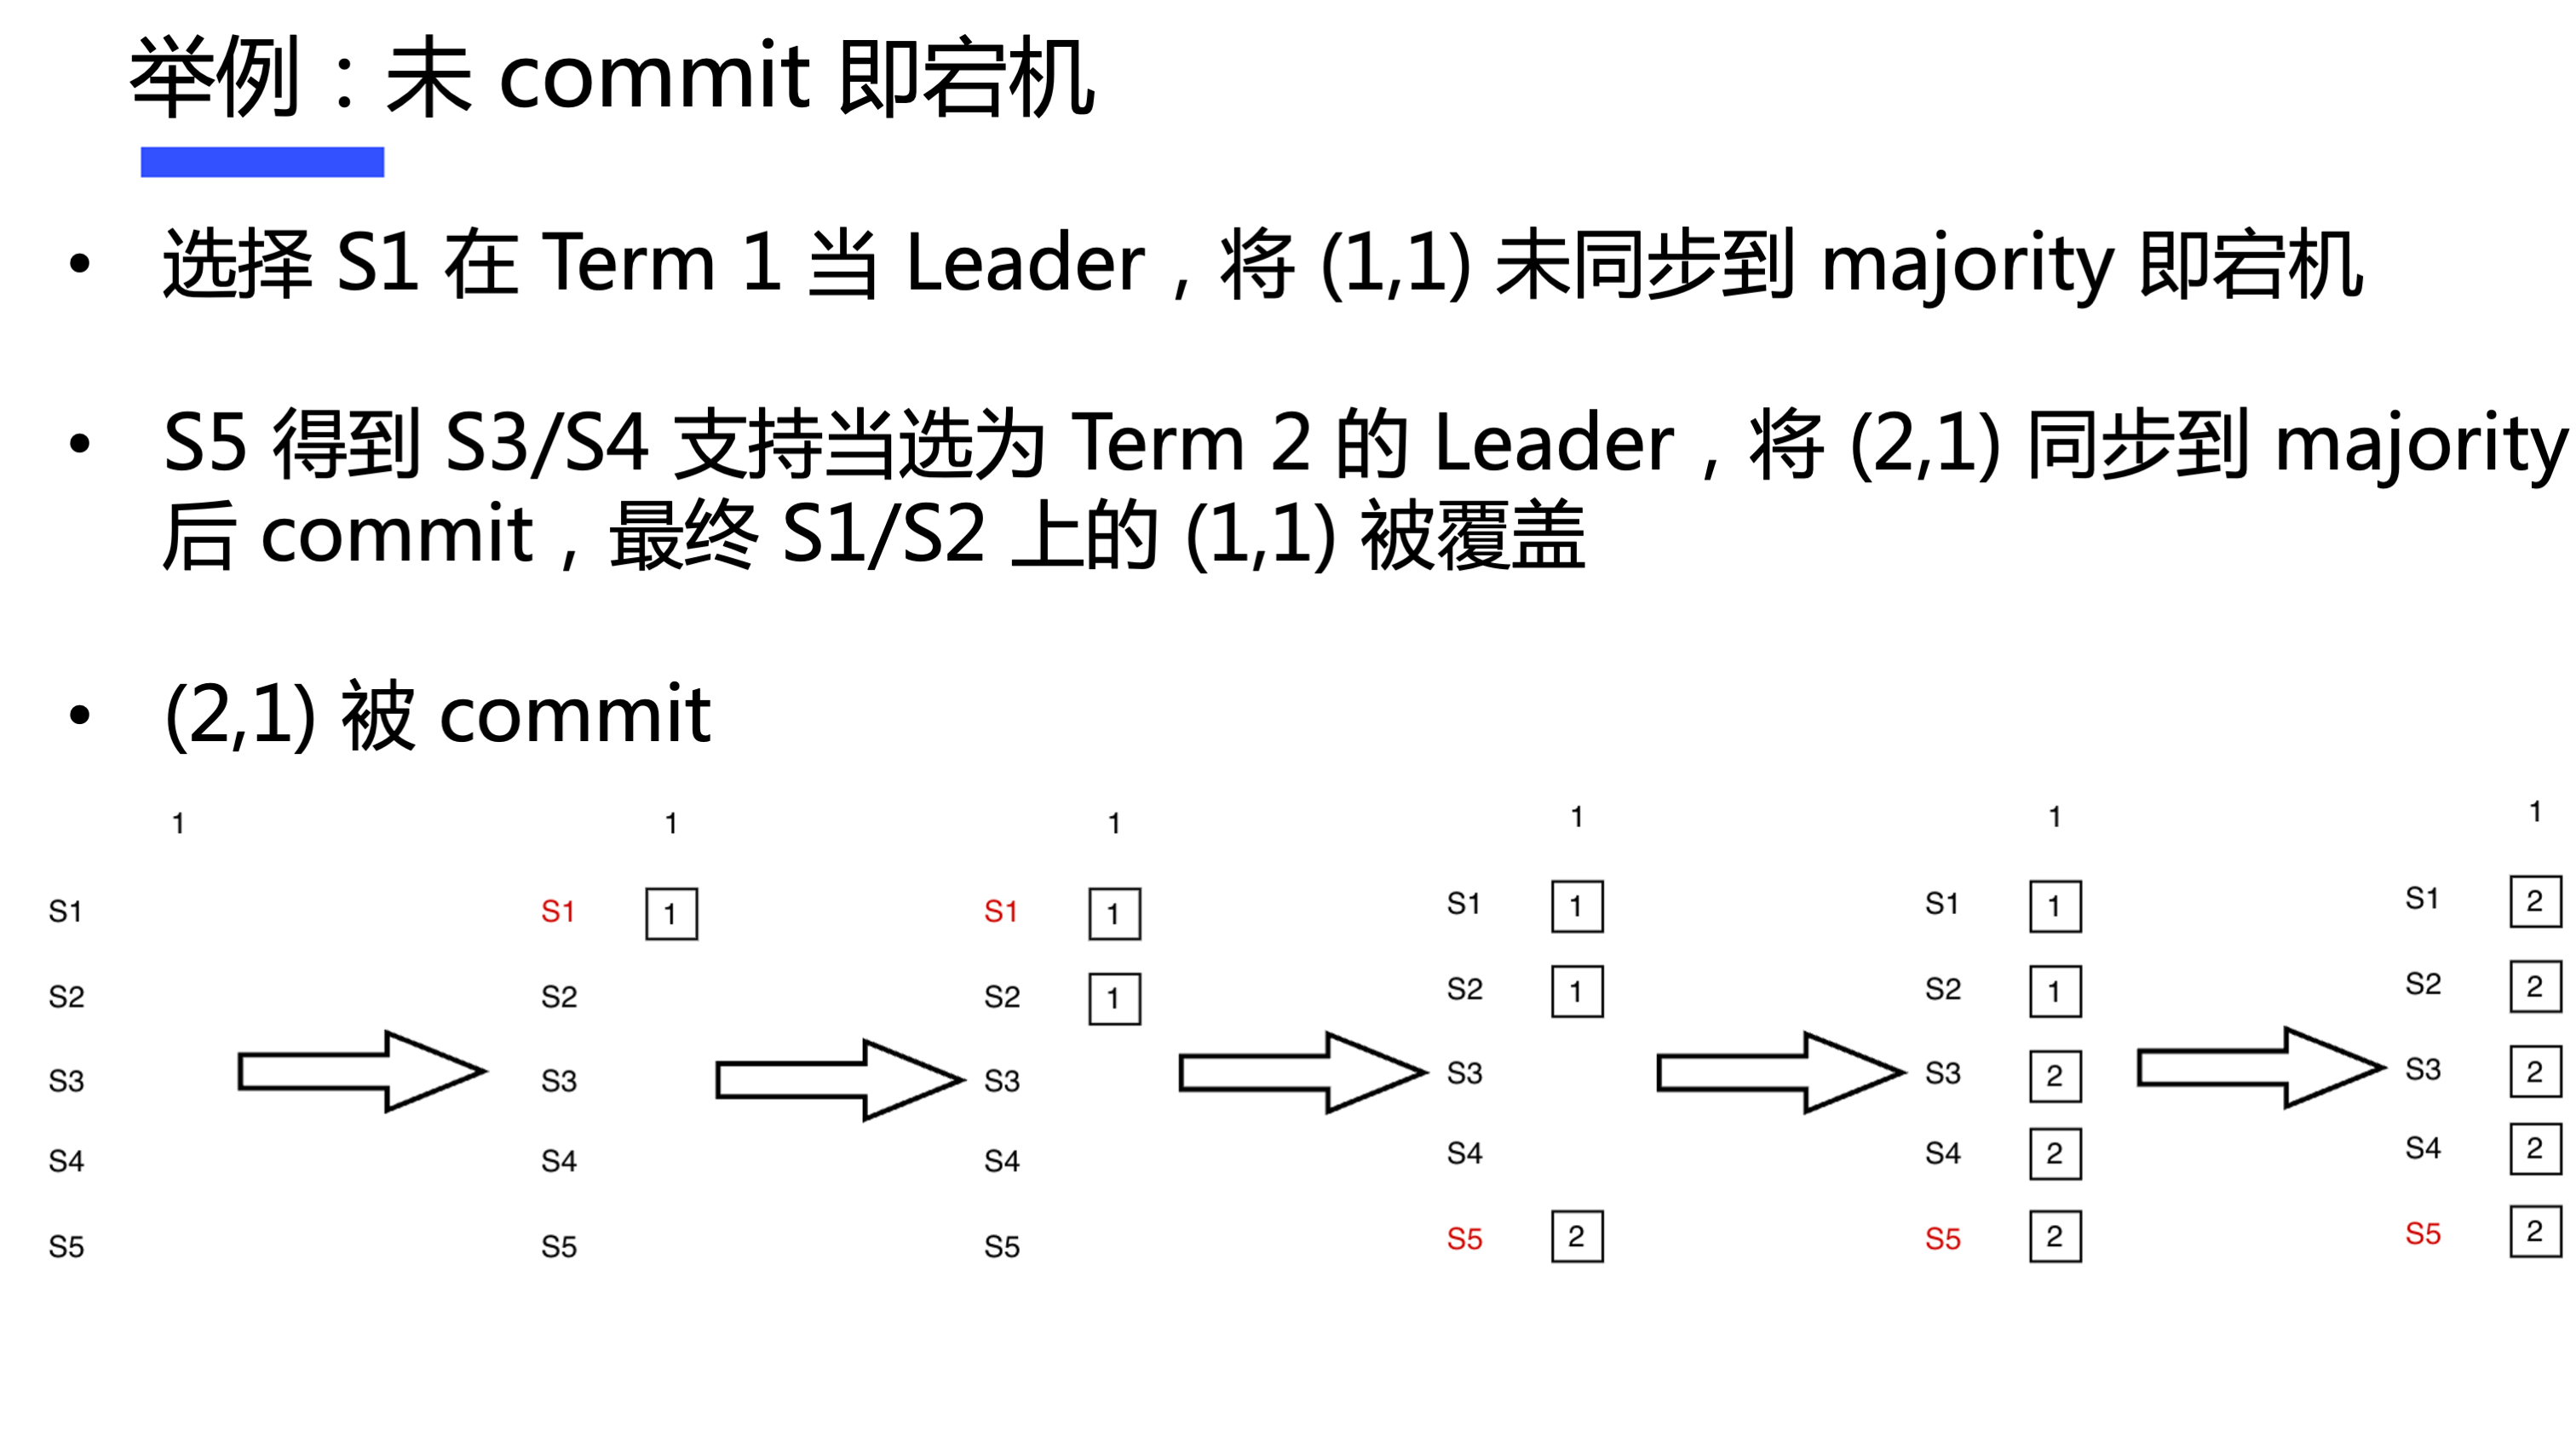 举例：未 commit 即宕机
• 选择 S1 在 Term 1 当 Leader，将 (1,1) 未同步到 majority 即宕机
• S5 得到 S3/S4 支持当选为 Term 2 的 Leader，将 (2,1) 同步到 majority
后 commit，最终 S1/S2 上的 (1,1) 被覆盖
• (2,1) 被 commit
1 1 1 1 1 1
S1 S1 1 S1 1 S1 1 S1 1 S1 2
S2 S2 S2 1 S2 1 S2 1 S2 2
S3 S3 S3 S3 S3 2 S3 2
S4 S4 S4 S4 S4 2 S4 2
S5 S5 S5 S5 2 S5 2 S5 2